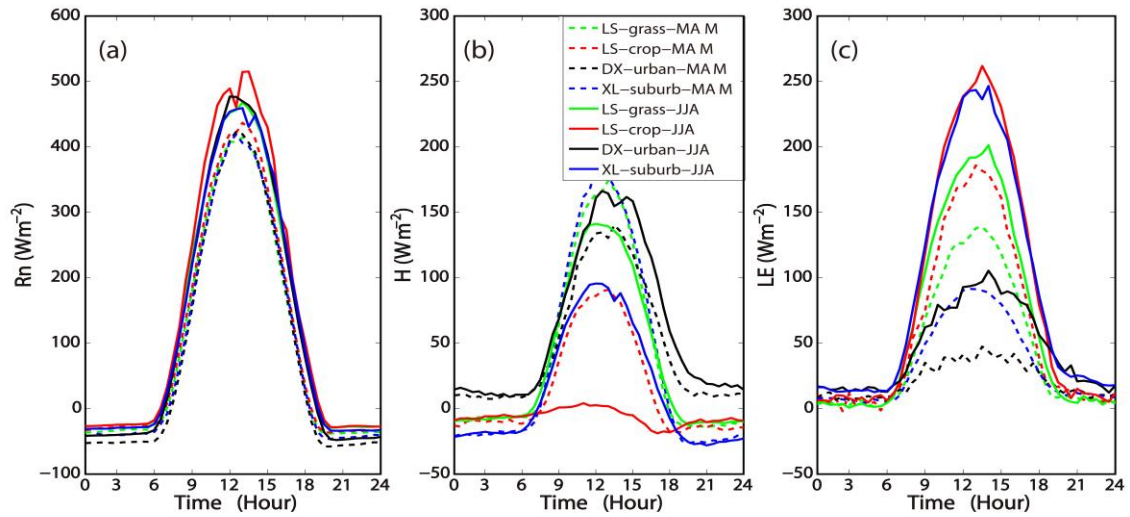 600
500
400
300
200
100
0
−100
Rn (Wm⁻²)
(a)
0 3 6 9 12 15 18 21 24
Time (Hour)
300
250
200
150
100
50
0
−50
H (Wm⁻²)
(b)
LS−grass−MA M
LS−crop−MA M
DX−urban−MA M
XL−suburb−MA M
LS−grass−JJA
LS−crop−JJA
DX−urban−JJA
XL−suburb−JJA
0 3 6 9 12 15 18 21 24
Time (Hour)
300
250
200
150
100
50
0
−50
LE (Wm⁻²)
(c)
0 3 6 9 12 15 18 21 24
Time (Hour)